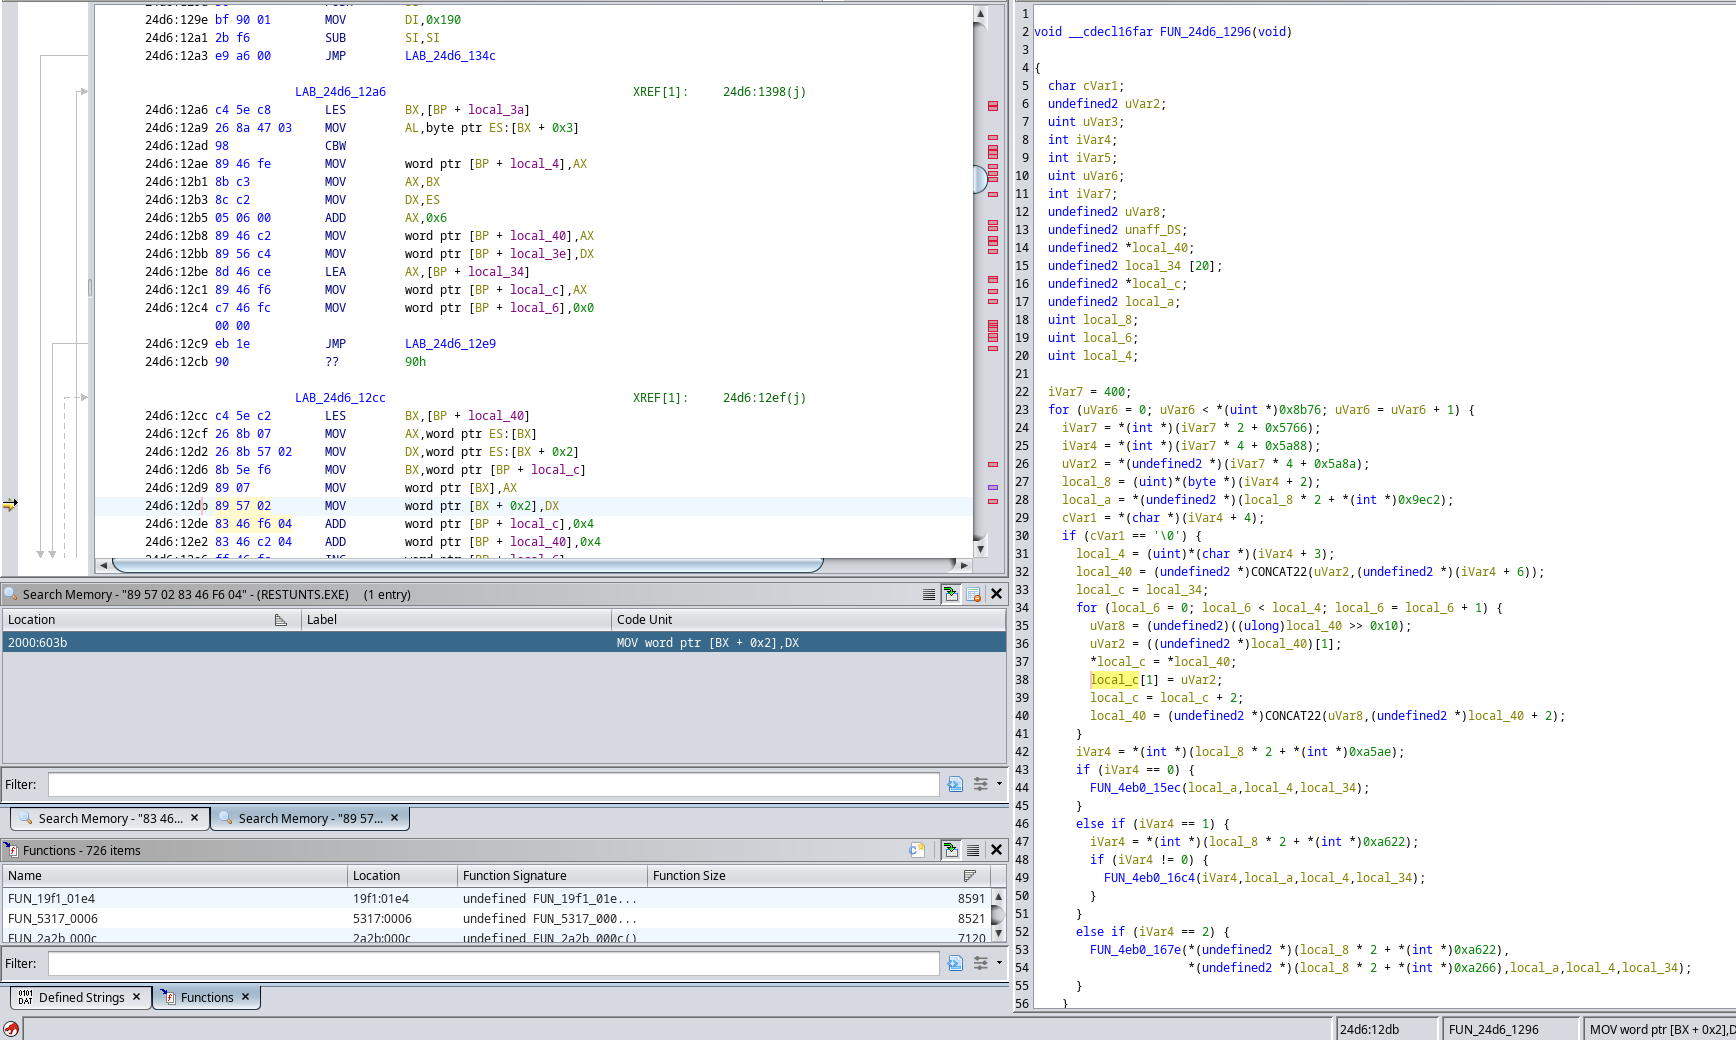 24d6:129e bf 90 01 MOV DI,0x190
24d6:12a1 2b f6 SUB SI,SI
24d6:12a3 e9 a6 00 JMP LAB_24d6_134c
LAB_24d6_12a6 XREF[1]: 24d6:1398(j)
24d6:12a6 c4 5e c8 LES BX,[BP + local_3a]
24d6:12a9 26 8a 47 03 MOV AL,byte ptr ES:[BX + 0x3]
24d6:12ad 98 CBW
24d6:12ae 89 46 fe MOV word ptr [BP + local_4],AX
24d6:12b1 8b c3 MOV AX,BX
24d6:12b3 8c c2 MOV DX,ES
24d6:12b5 05 06 00 ADD AX,0x6
24d6:12b8 89 46 c2 MOV word ptr [BP + local_40],AX
24d6:12bb 89 56 c4 MOV word ptr [BP + local_3e],DX
24d6:12be 8d 46 ce LEA AX,[BP + local_34]
24d6:12c1 89 46 f6 MOV word ptr [BP + local_c],AX
24d6:12c4 c7 46 fc MOV word ptr [BP + local_6],0x0
00 00
24d6:12c9 eb 1e JMP LAB_24d6_12e9
24d6:12cb 90 ?? 90h
LAB_24d6_12cc XREF[1]: 24d6:12ef(j)
24d6:12cc c4 5e c2 LES BX,[BP + local_40]
24d6:12cf 26 8b 07 MOV AX,word ptr ES:[BX]
24d6:12d2 26 8b 57 02 MOV DX,word ptr ES:[BX + 0x2]
24d6:12d6 8b 5e f6 MOV BX,word ptr [BP + local_c]
24d6:12d9 89 07 MOV word ptr [BX],AX
24d6:12db 89 57 02 MOV word ptr [BX + 0x2],DX
24d6:12de 83 46 f6 04 ADD word ptr [BP + local_c],0x4
24d6:12e2 83 46 c2 04 ADD word ptr [BP + local_40],0x4
Search Memory - "89 57 02 83 46 F6 04" - (RESTUNTS.EXE) (1 entry)
Location Label Code Unit
2000:603b MOV word ptr [BX + 0x2],DX
Filter:
Search Memory - "83 46... × Search Memory - "89 57... ×
Functions - 726 items
Name Location Function Signature Function Size
FUN_19f1_01e4 19f1:01e4 undefined FUN_19f1_01e... 8591
FUN_5317_0006 5317:0006 undefined FUN_5317_000... 8521
FUN_2a2b_000c 2a2b:000c undefined FUN_2a2b_000c() 7120
Filter:
Defined Strings × Functions ×
1
2 void __cdecl16far FUN_24d6_1296(void)
3
4 {
5 char cVar1;
6 undefined2 uVar2;
7 uint uVar3;
8 int iVar4;
9 int iVar5;
10 uint uVar6;
11 int iVar7;
12 undefined2 uVar8;
13 undefined2 unaff_DS;
14 undefined2 *local_40;
15 undefined2 local_34 [20];
16 undefined2 *local_c;
17 undefined2 local_a;
18 uint local_8;
19 uint local_6;
20 uint local_4;
21
22 iVar7 = 400;
23 for (uVar6 = 0; uVar6 < *(uint *)0x8b76; uVar6 = uVar6 + 1) {
24 iVar7 = *(int *)(iVar7 * 2 + 0x5766);
25 iVar4 = *(int *)(iVar7 * 4 + 0x5a88);
26 uVar2 = *(undefined2 *)(iVar7 * 4 + 0x5a8a);
27 local_8 = (uint)*(byte *)(iVar4 + 2);
28 local_a = *(undefined2 *)(local_8 * 2 + *(int *)0x9ec2);
29 cVar1 = *(char *)(iVar4 + 4);
30 if (cVar1 == '\0') {
31 local_4 = (uint)*(char *)(iVar4 + 3);
32 local_40 = (undefined2 *)CONCAT22(uVar2,(undefined2 *)(iVar4 + 6));
33 local_c = local_34;
34 for (local_6 = 0; local_6 < local_4; local_6 = local_6 + 1) {
35 uVar8 = (undefined2)((ulong)local_40 >> 0x10);
36 uVar2 = ((undefined2 *)local_40)[1];
37 *local_c = *local_40;
38 local_c[1] = uVar2;
39 local_c = local_c + 2;
40 local_40 = (undefined2 *)CONCAT22(uVar8,(undefined2 *)local_40 + 2);
41 }
42 iVar4 = *(int *)(local_8 * 2 + *(int *)0xa5ae);
43 if (iVar4 == 0) {
44 FUN_4eb0_15ec(local_a,local_4,local_34);
45 }
46 else if (iVar4 == 1) {
47 iVar4 = *(int *)(local_8 * 2 + *(int *)0xa622);
48 if (iVar4 != 0) {
49 FUN_4eb0_16c4(iVar4,local_a,local_4,local_34);
50 }
51 }
52 else if (iVar4 == 2) {
53 FUN_4eb0_167e(*(undefined2 *)(local_8 * 2 + *(int *)0xa622),
54 *(undefined2 *)(local_8 * 2 + *(int *)0xa266),local_a,local_4,local_34);
55 }
56 }
24d6:12db FUN_24d6_1296 MOV word ptr [BX + 0x2],D